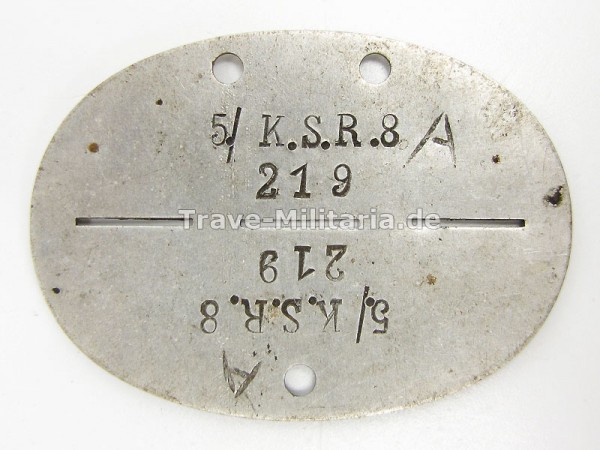 5./ K.S.R.8 A
219
Trave-Militaria.de
219
5./K.S.R.8
A